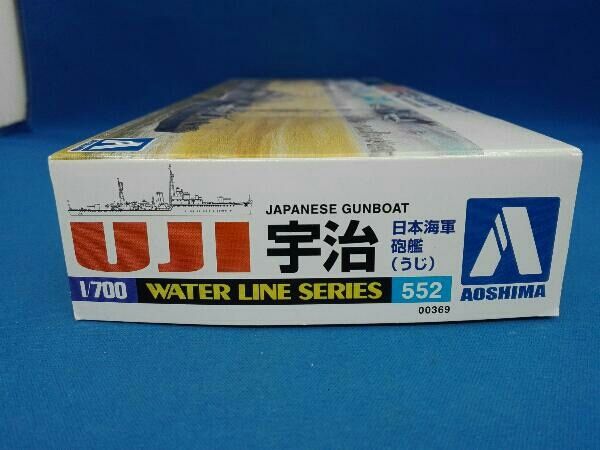 JAPANESE GUNBOAT
UJI 宇治 日本海軍
砲艦
(うじ)
1/700 WATER LINE SERIES 552
00369
AOSHIMA